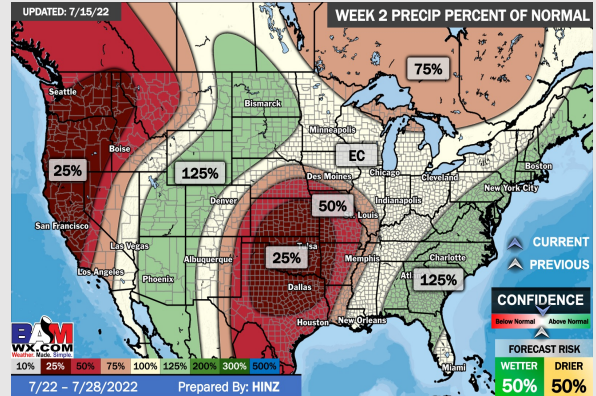 UPDATED: 7/15/22
WEEK 2 PRECIP PERCENT OF NORMAL
75%
Seattle
Bismarck
Minneapolis
Boise
EC
25%
125%
Des Moines
Chicago
Cleveland
Boston
New York City
Denver
50%
Indianapolis
Louis
San Francisco
Las Vegas
Albuquerque
25%
Tulsa
Memphis
Charlotte
CURRENT
PREVIOUS
Los Angeles
Phoenix
Dallas
Atl
125%
CONFIDENCE
Below Normal
Above Normal
Houston
New Orleans
BAM
WX.COM
Weather. Made. Simple.
Miami
FORECAST RISK
WETTER
50%
DRIER
50%
10% 25% 50% 75% 100% 125% 200% 300% 500%
7/22 – 7/28/2022
Prepared By: HINZ